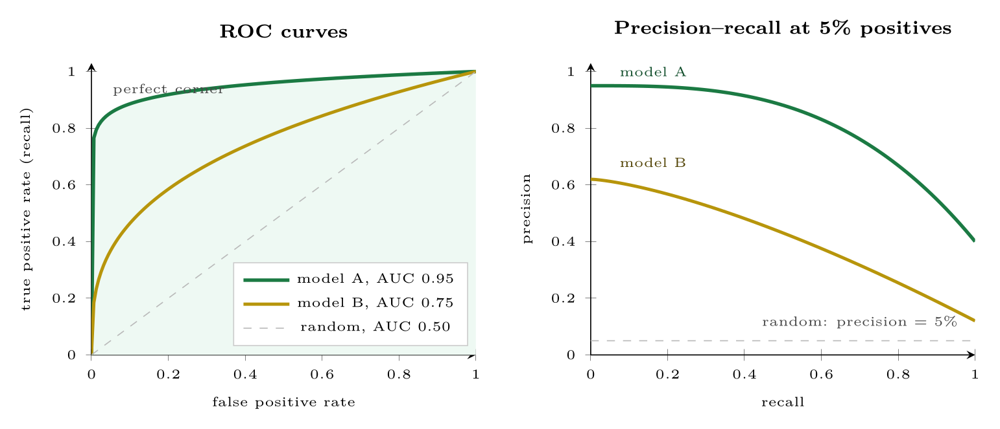 ROC curves
perfect corner
true positive rate (recall)
1
0.8
0.6
0.4
0.2
0
model A, AUC 0.95
model B, AUC 0.75
random, AUC 0.50
0 0.2 0.4 0.6 0.8 1
false positive rate
Precision–recall at 5% positives
model A
model B
random: precision = 5%
precision
1
0.8
0.6
0.4
0.2
0
0 0.2 0.4 0.6 0.8 1
recall